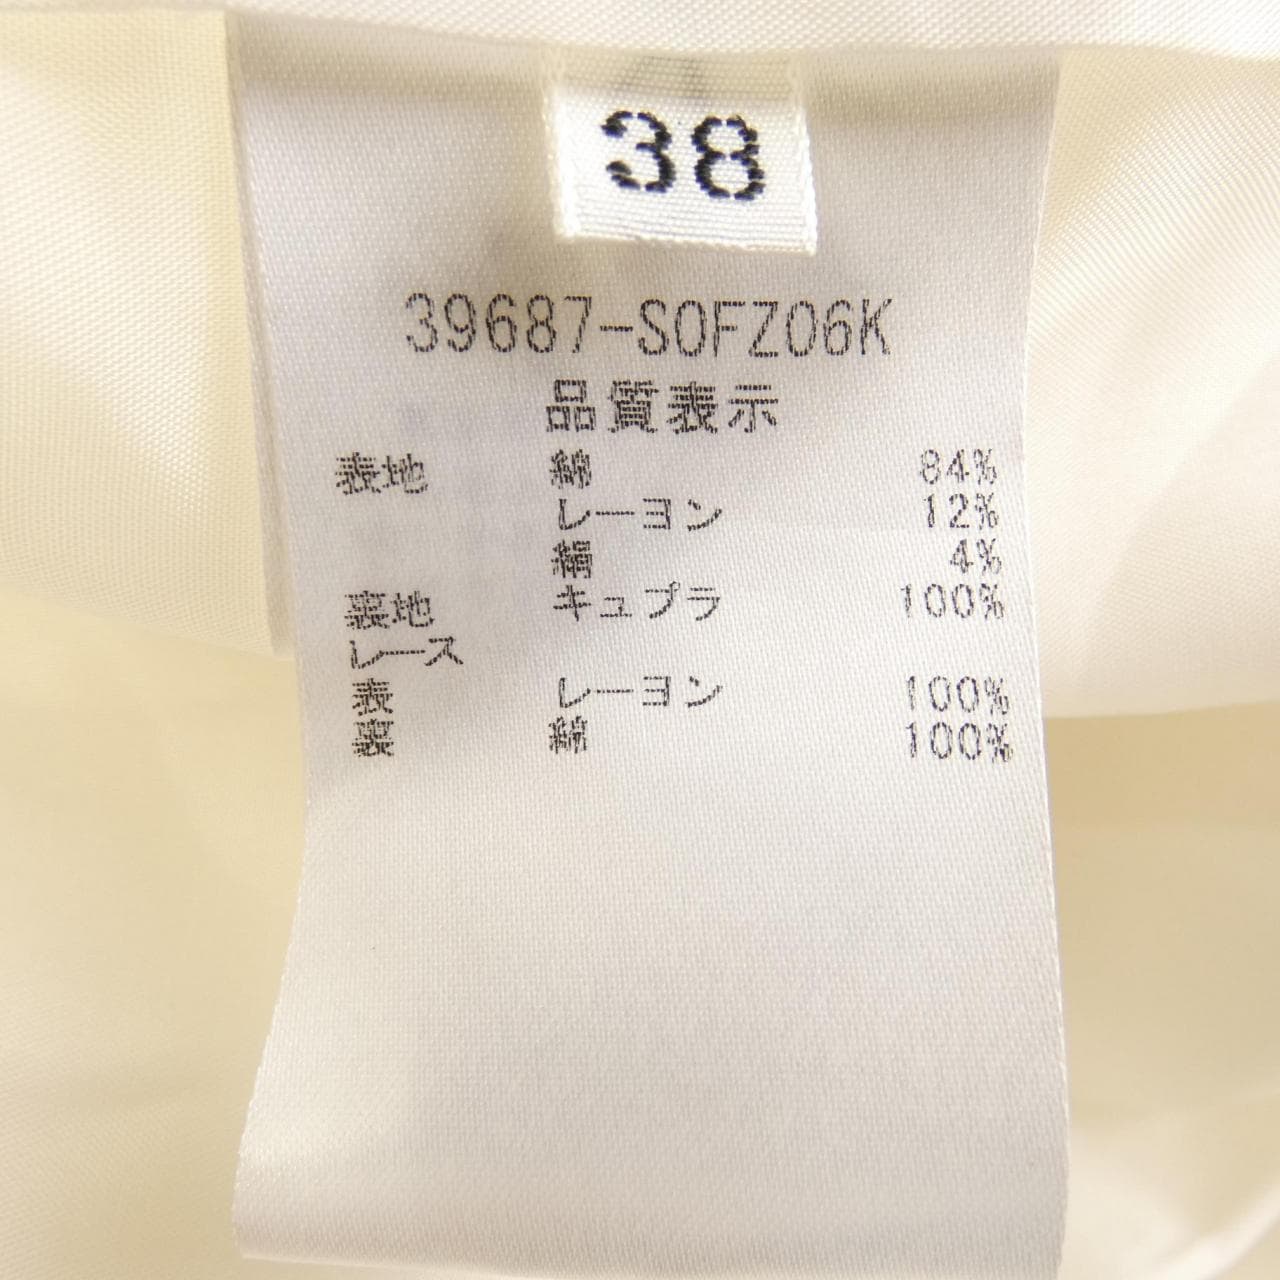 38
39687-SOFZO6K
品質表示
表地 綿 84%
レーヨン 12%
絹 4%
裏地 キュプラ 100%
レース
表 レーヨン 100%
裏 綿 100%